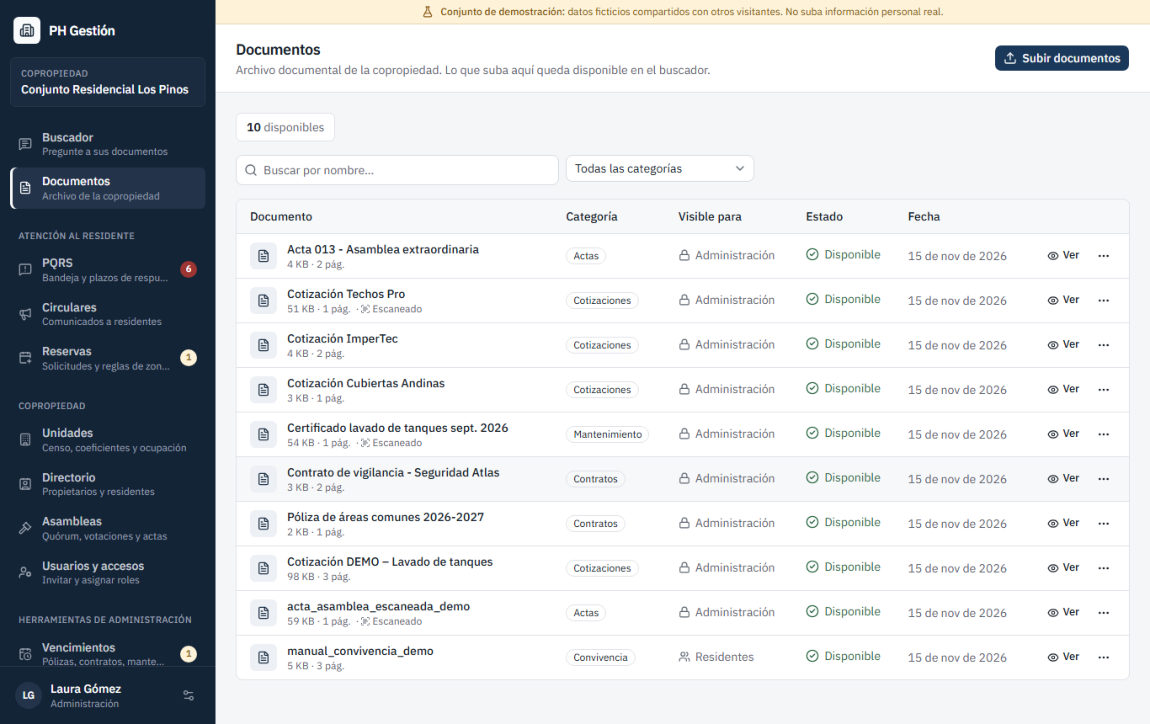 Conjunto de demostración: datos ficticios compartidos con otros visitantes. No suba información personal real.
PH Gestión
COPROPIEDAD
Conjunto Residencial Los Pinos
Buscador
Pregunte a sus documentos
Documentos
Archivo de la copropiedad
ATENCIÓN AL RESIDENTE
PQRS
Bandeja y plazos de respu...
6
Circulares
Comunicados a residentes
Reservas
Solicitudes y reglas de zon...
1
COPROPIEDAD
Unidades
Censo, coeficientes y ocupación
Directorio
Propietarios y residentes
Asambleas
Quórum, votaciones y actas
Usuarios y accesos
Invitar y asignar roles
HERRAMIENTAS DE ADMINISTRACIÓN
Vencimientos
Pólizas, contratos, mante...
1
LG
Laura Gómez
Administración
Documentos
Archivo documental de la copropiedad. Lo que suba aquí queda disponible en el buscador.
Subir documentos
10 disponibles
Buscar por nombre...
Todas las categorías
Documento Categoría Visible para Estado Fecha
Acta 013 - Asamblea extraordinaria
4 KB · 2 pág.
Actas Administración Disponible 15 de nov de 2026 Ver ...
Cotización Techos Pro
51 KB · 1 pág. · Escaneado
Cotizaciones Administración Disponible 15 de nov de 2026 Ver ...
Cotización ImperTec
4 KB · 2 pág.
Cotizaciones Administración Disponible 15 de nov de 2026 Ver ...
Cotización Cubiertas Andinas
3 KB · 1 pág.
Cotizaciones Administración Disponible 15 de nov de 2026 Ver ...
Certificado lavado de tanques sept. 2026
54 KB · 1 pág. · Escaneado
Mantenimiento Administración Disponible 15 de nov de 2026 Ver ...
Contrato de vigilancia - Seguridad Atlas
3 KB · 2 pág.
Contratos Administración Disponible 15 de nov de 2026 Ver ...
Póliza de áreas comunes 2026-2027
2 KB · 1 pág.
Contratos Administración Disponible 15 de nov de 2026 Ver ...
Cotización DEMO – Lavado de tanques
98 KB · 3 pág.
Cotizaciones Administración Disponible 15 de nov de 2026 Ver ...
acta_asamblea_escaneada_demo
59 KB · 1 pág. · Escaneado
Actas Administración Disponible 15 de nov de 2026 Ver ...
manual_convivencia_demo
5 KB · 3 pág.
Convivencia Residentes Disponible 15 de nov de 2026 Ver ...